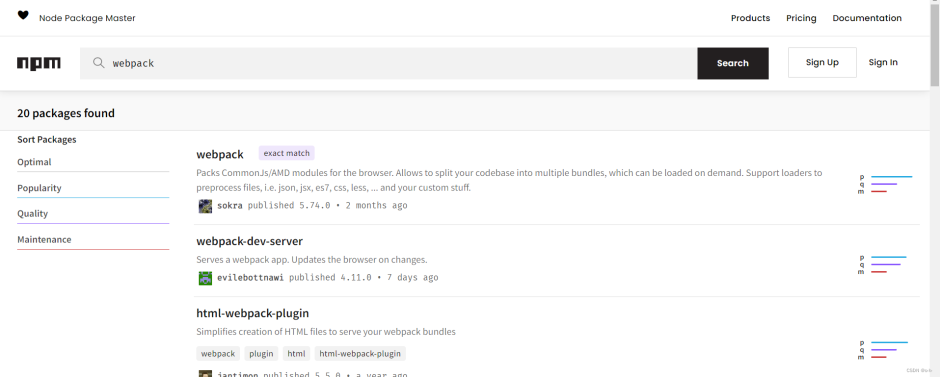 Node Package Master
Products Pricing Documentation
npm
webpack
Search
Sign Up
Sign In
20 packages found
Sort Packages
Optimal
Popularity
Quality
Maintenance
webpack exact match
Packs CommonJs/AMD modules for the browser. Allows to split your codebase into multiple bundles, which can be loaded on demand. Support loaders to
preprocess files, i.e. json, jsx, es7, css, less, ... and your custom stuff.
sokra published 5.74.0 • 2 months ago
p
q
m
webpack-dev-server
Serves a webpack app. Updates the browser on changes.
evilebottnawi published 4.11.0 • 7 days ago
p
q
m
html-webpack-plugin
Simplifies creation of HTML files to serve your webpack bundles
webpack plugin html html-webpack-plugin
jantimon published 5.5.0 • a year ago
p
q
m